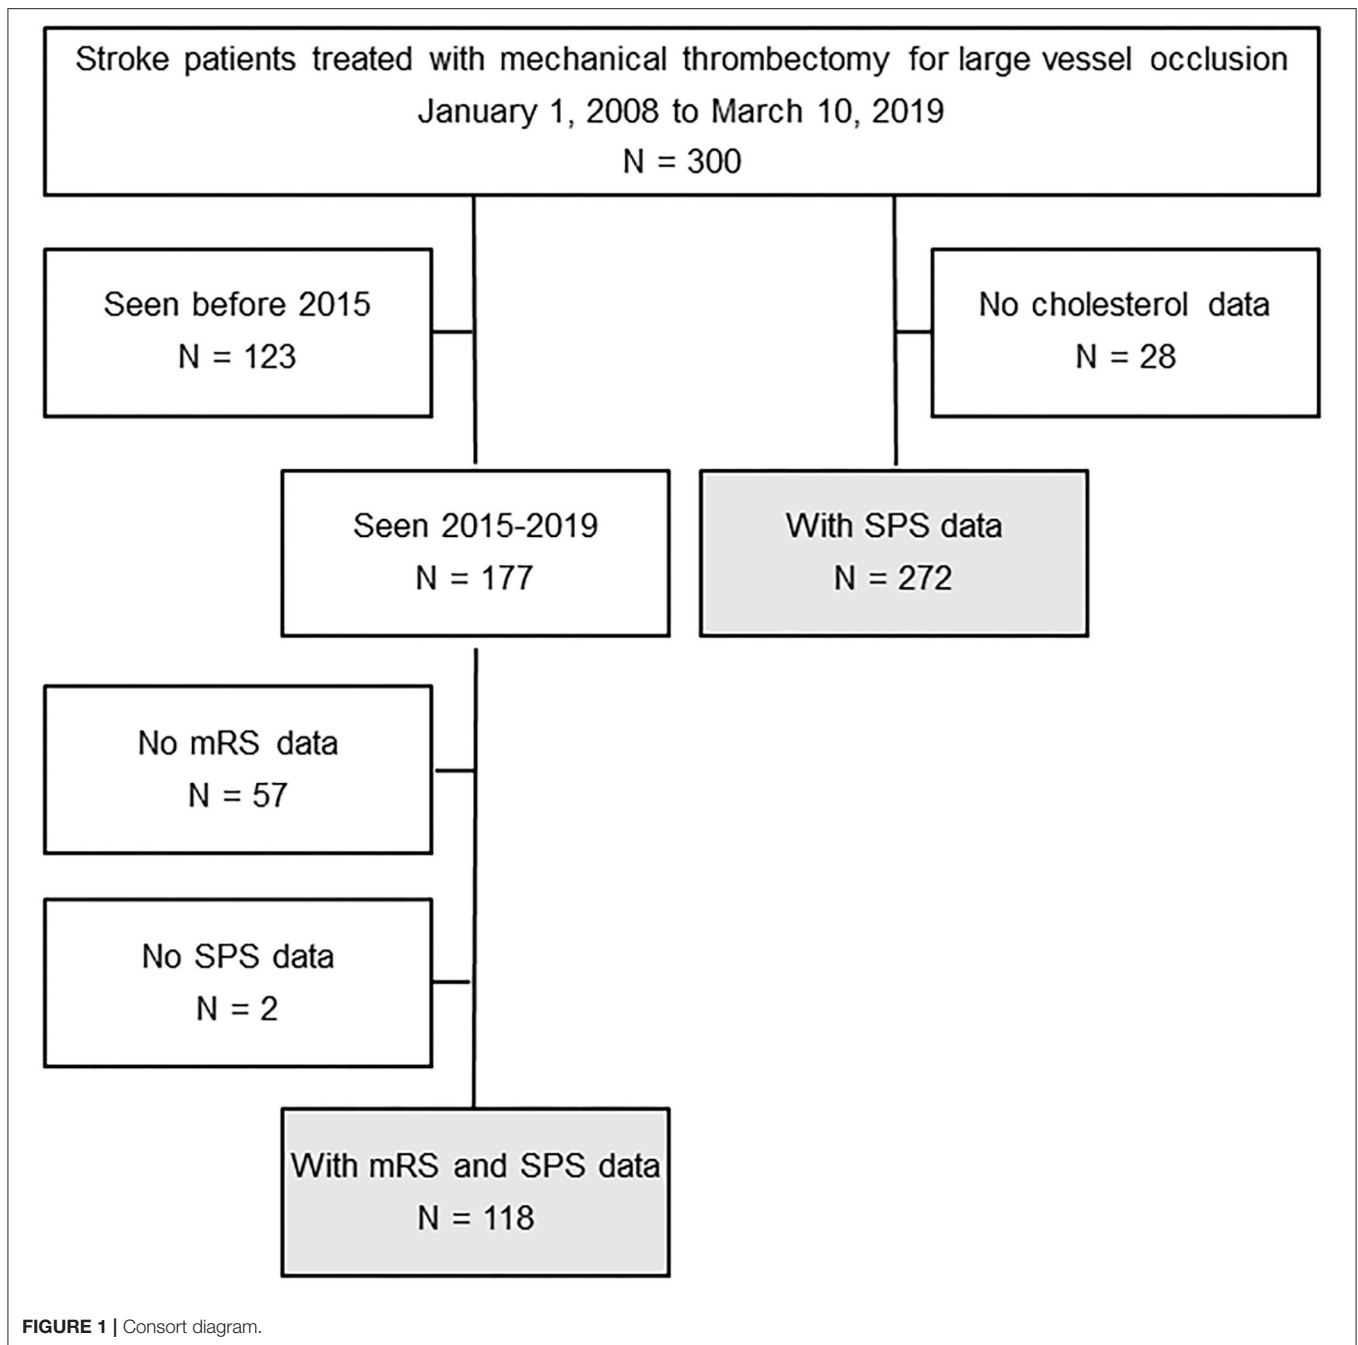 Stroke patients treated with mechanical thrombectomy for large vessel occlusion
January 1, 2008 to March 10, 2019
N = 300
Seen before 2015
N = 123
No cholesterol data
N = 28
Seen 2015-2019
N = 177
With SPS data
N = 272
No mRS data
N = 57
No SPS data
N = 2
With mRS and SPS data
N = 118
FIGURE 1 | Consort diagram.